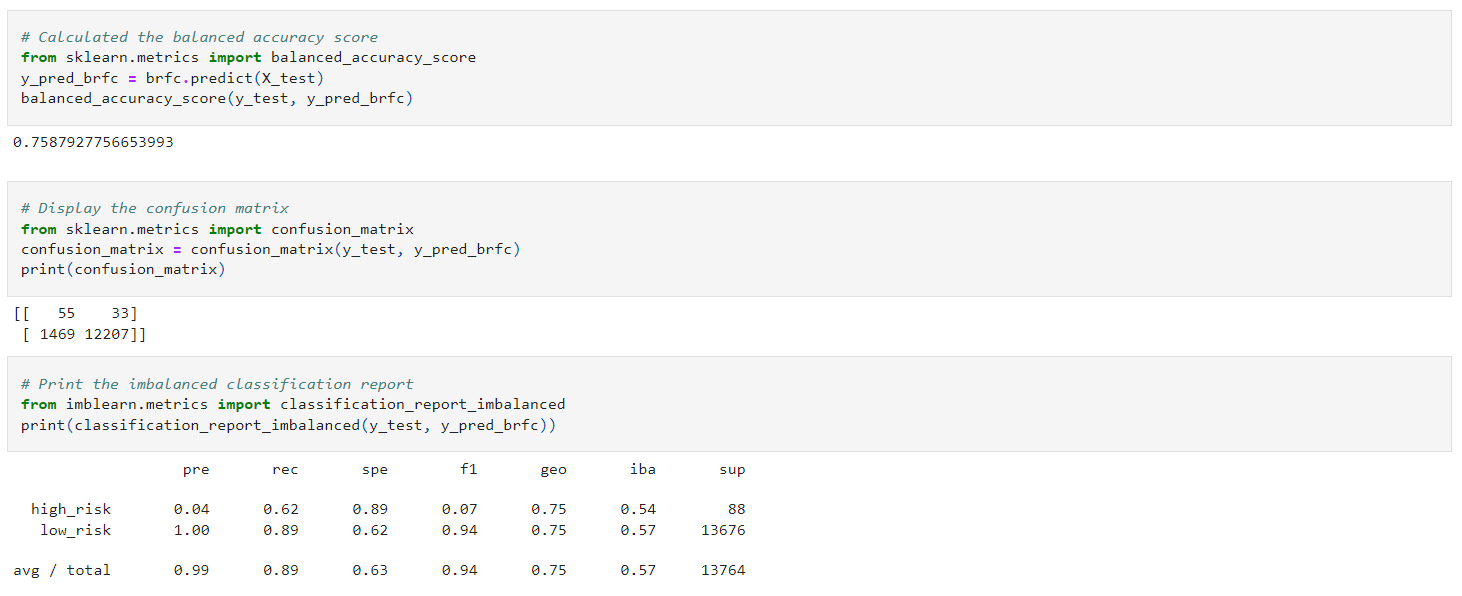 # Calculated the balanced accuracy score
from sklearn.metrics import balanced_accuracy_score
y_pred_brfc = brfc.predict(X_test)
balanced_accuracy_score(y_test, y_pred_brfc)
0.7587927756653993
# Display the confusion matrix
from sklearn.metrics import confusion_matrix
confusion_matrix = confusion_matrix(y_test, y_pred_brfc)
print(confusion_matrix)
[[   55    33]
 [ 1469 12207]]
# Print the imbalanced classification report
from imblearn.metrics import classification_report_imbalanced
print(classification_report_imbalanced(y_test, y_pred_brfc))
                   pre       rec       spe        f1       geo       iba       sup
  high_risk       0.04      0.62      0.89      0.07      0.75      0.54        88
   low_risk       1.00      0.89      0.62      0.94      0.75      0.57     13676
avg / total       0.99      0.89      0.63      0.94      0.75      0.57     13764